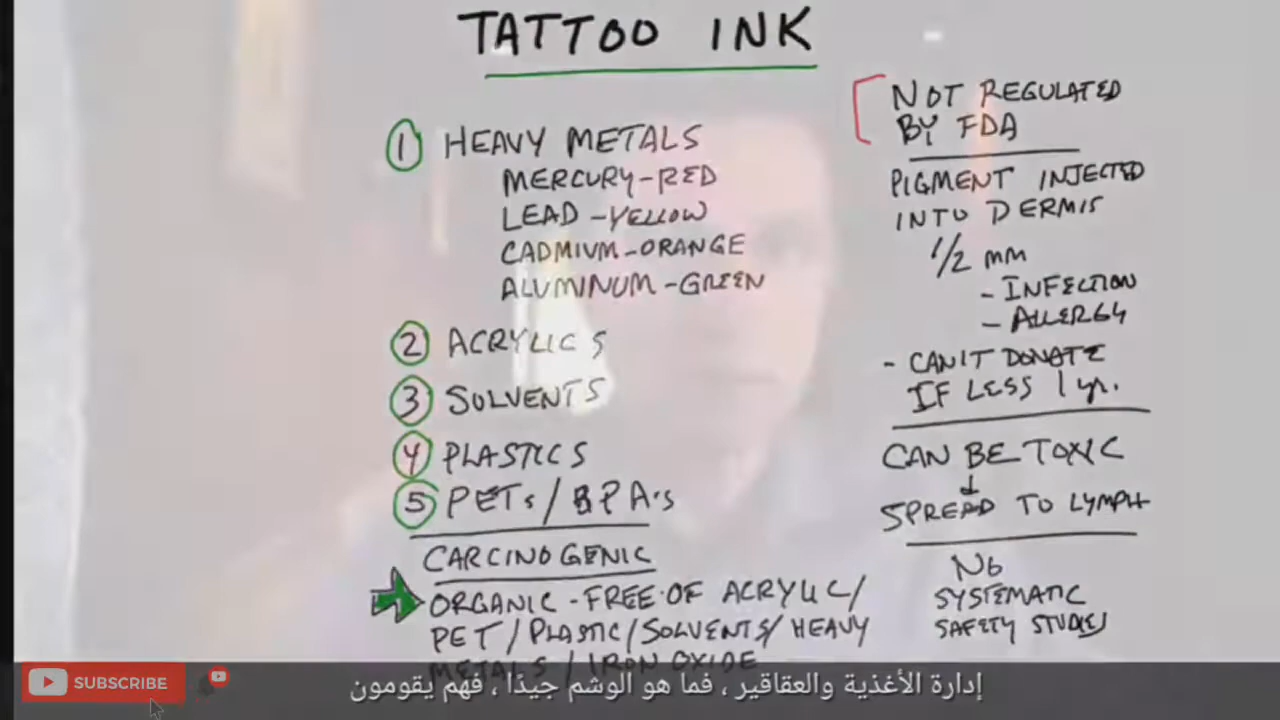 TATTOO INK
① HEAVY METALS
MERCURY-RED
LEAD-YELLOW
CADMIUM-ORANGE
ALUMINUM-GREEN
② ACRYLICS
③ SOLVENTS
④ PLASTICS
⑤ PETs/BPA's
CARCINOGENIC
ORGANIC-FREE OF ACRYLIC/
PET/PLASTIC/SOLVENTS/HEAVY
METALS/IRON OXIDE
NOT REGULATED
BY FDA
PIGMENT INJECTED
INTO DERMIS
1/2 mm
- INFECTION
- ALLERGY
- CAN'T DONATE
IF LESS 1 yr.
CAN BE TOXIC
SPREAD TO LYMPH
NO
SYSTEMATIC
SAFETY STUDIES
إدارة الأغذية والعقاقير ، فما هو الوشم جيدًا ، فهم يقومون
SUBSCRIBE